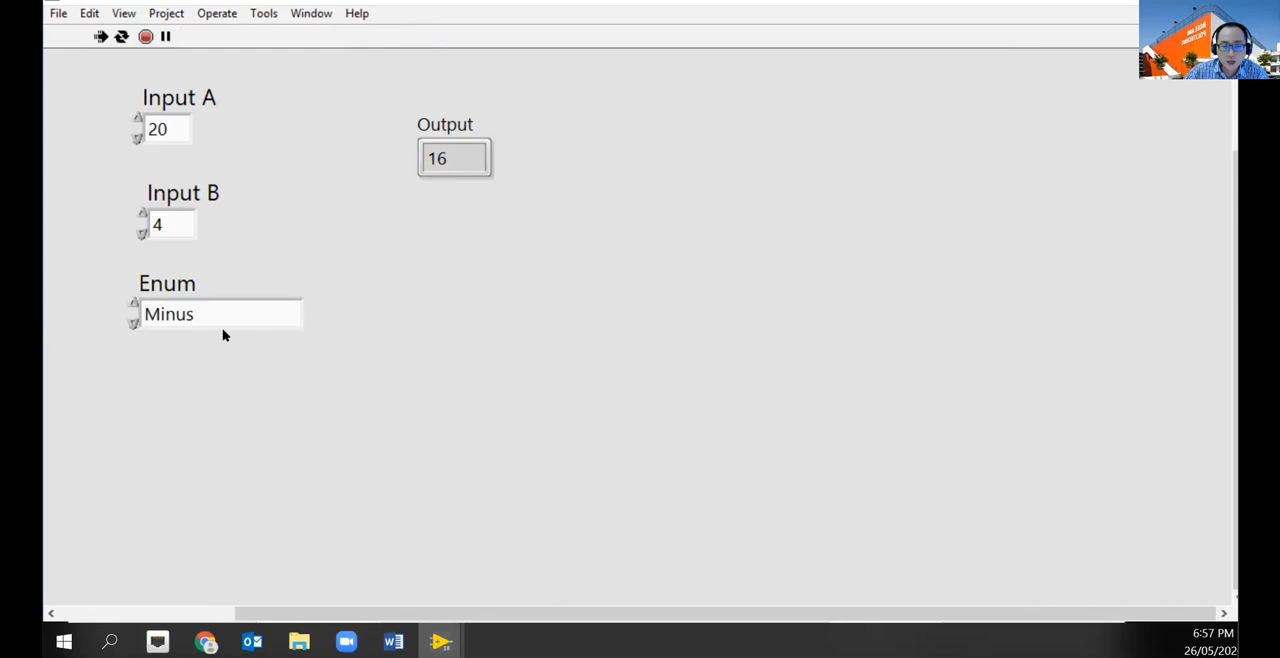 File Edit View Project Operate Tools Window Help
Input A
20
Output
16
Input B
4
Enum
Minus
6:57 PM
26/05/202